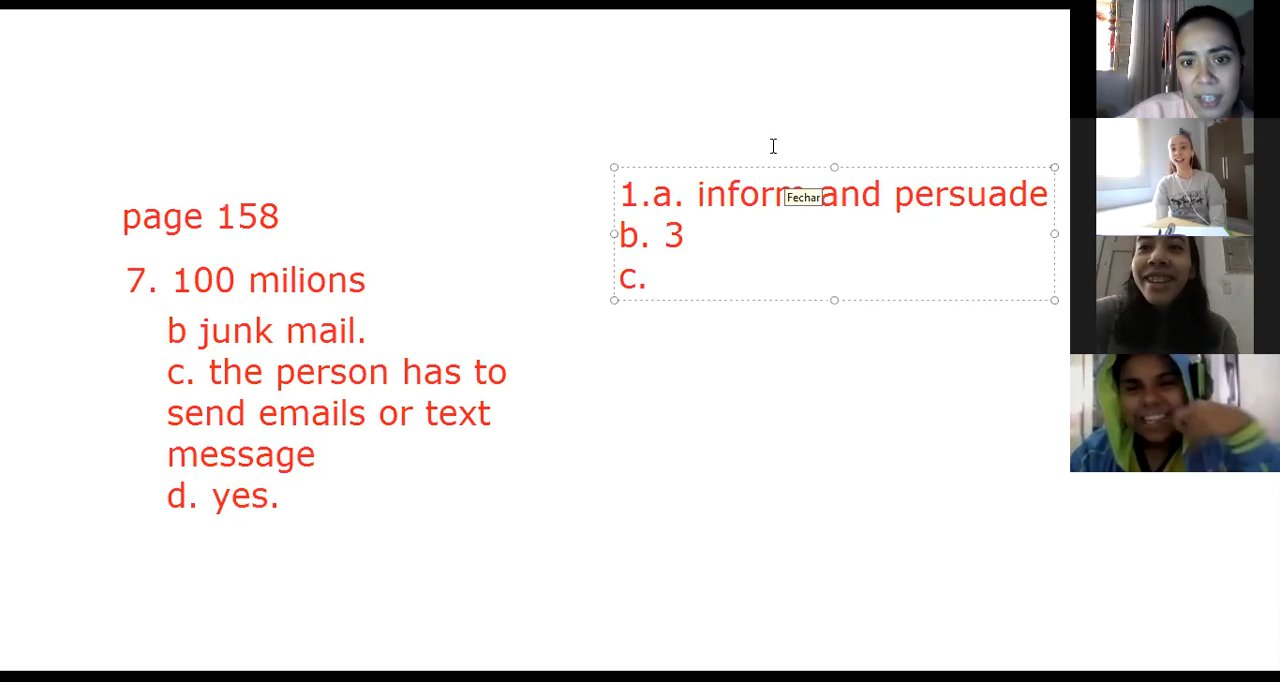 page 158
7. 100 milions
b junk mail.
c. the person has to
send emails or text
message
d. yes.
1.a. inform and persuade
b. 3
c.
Fechar